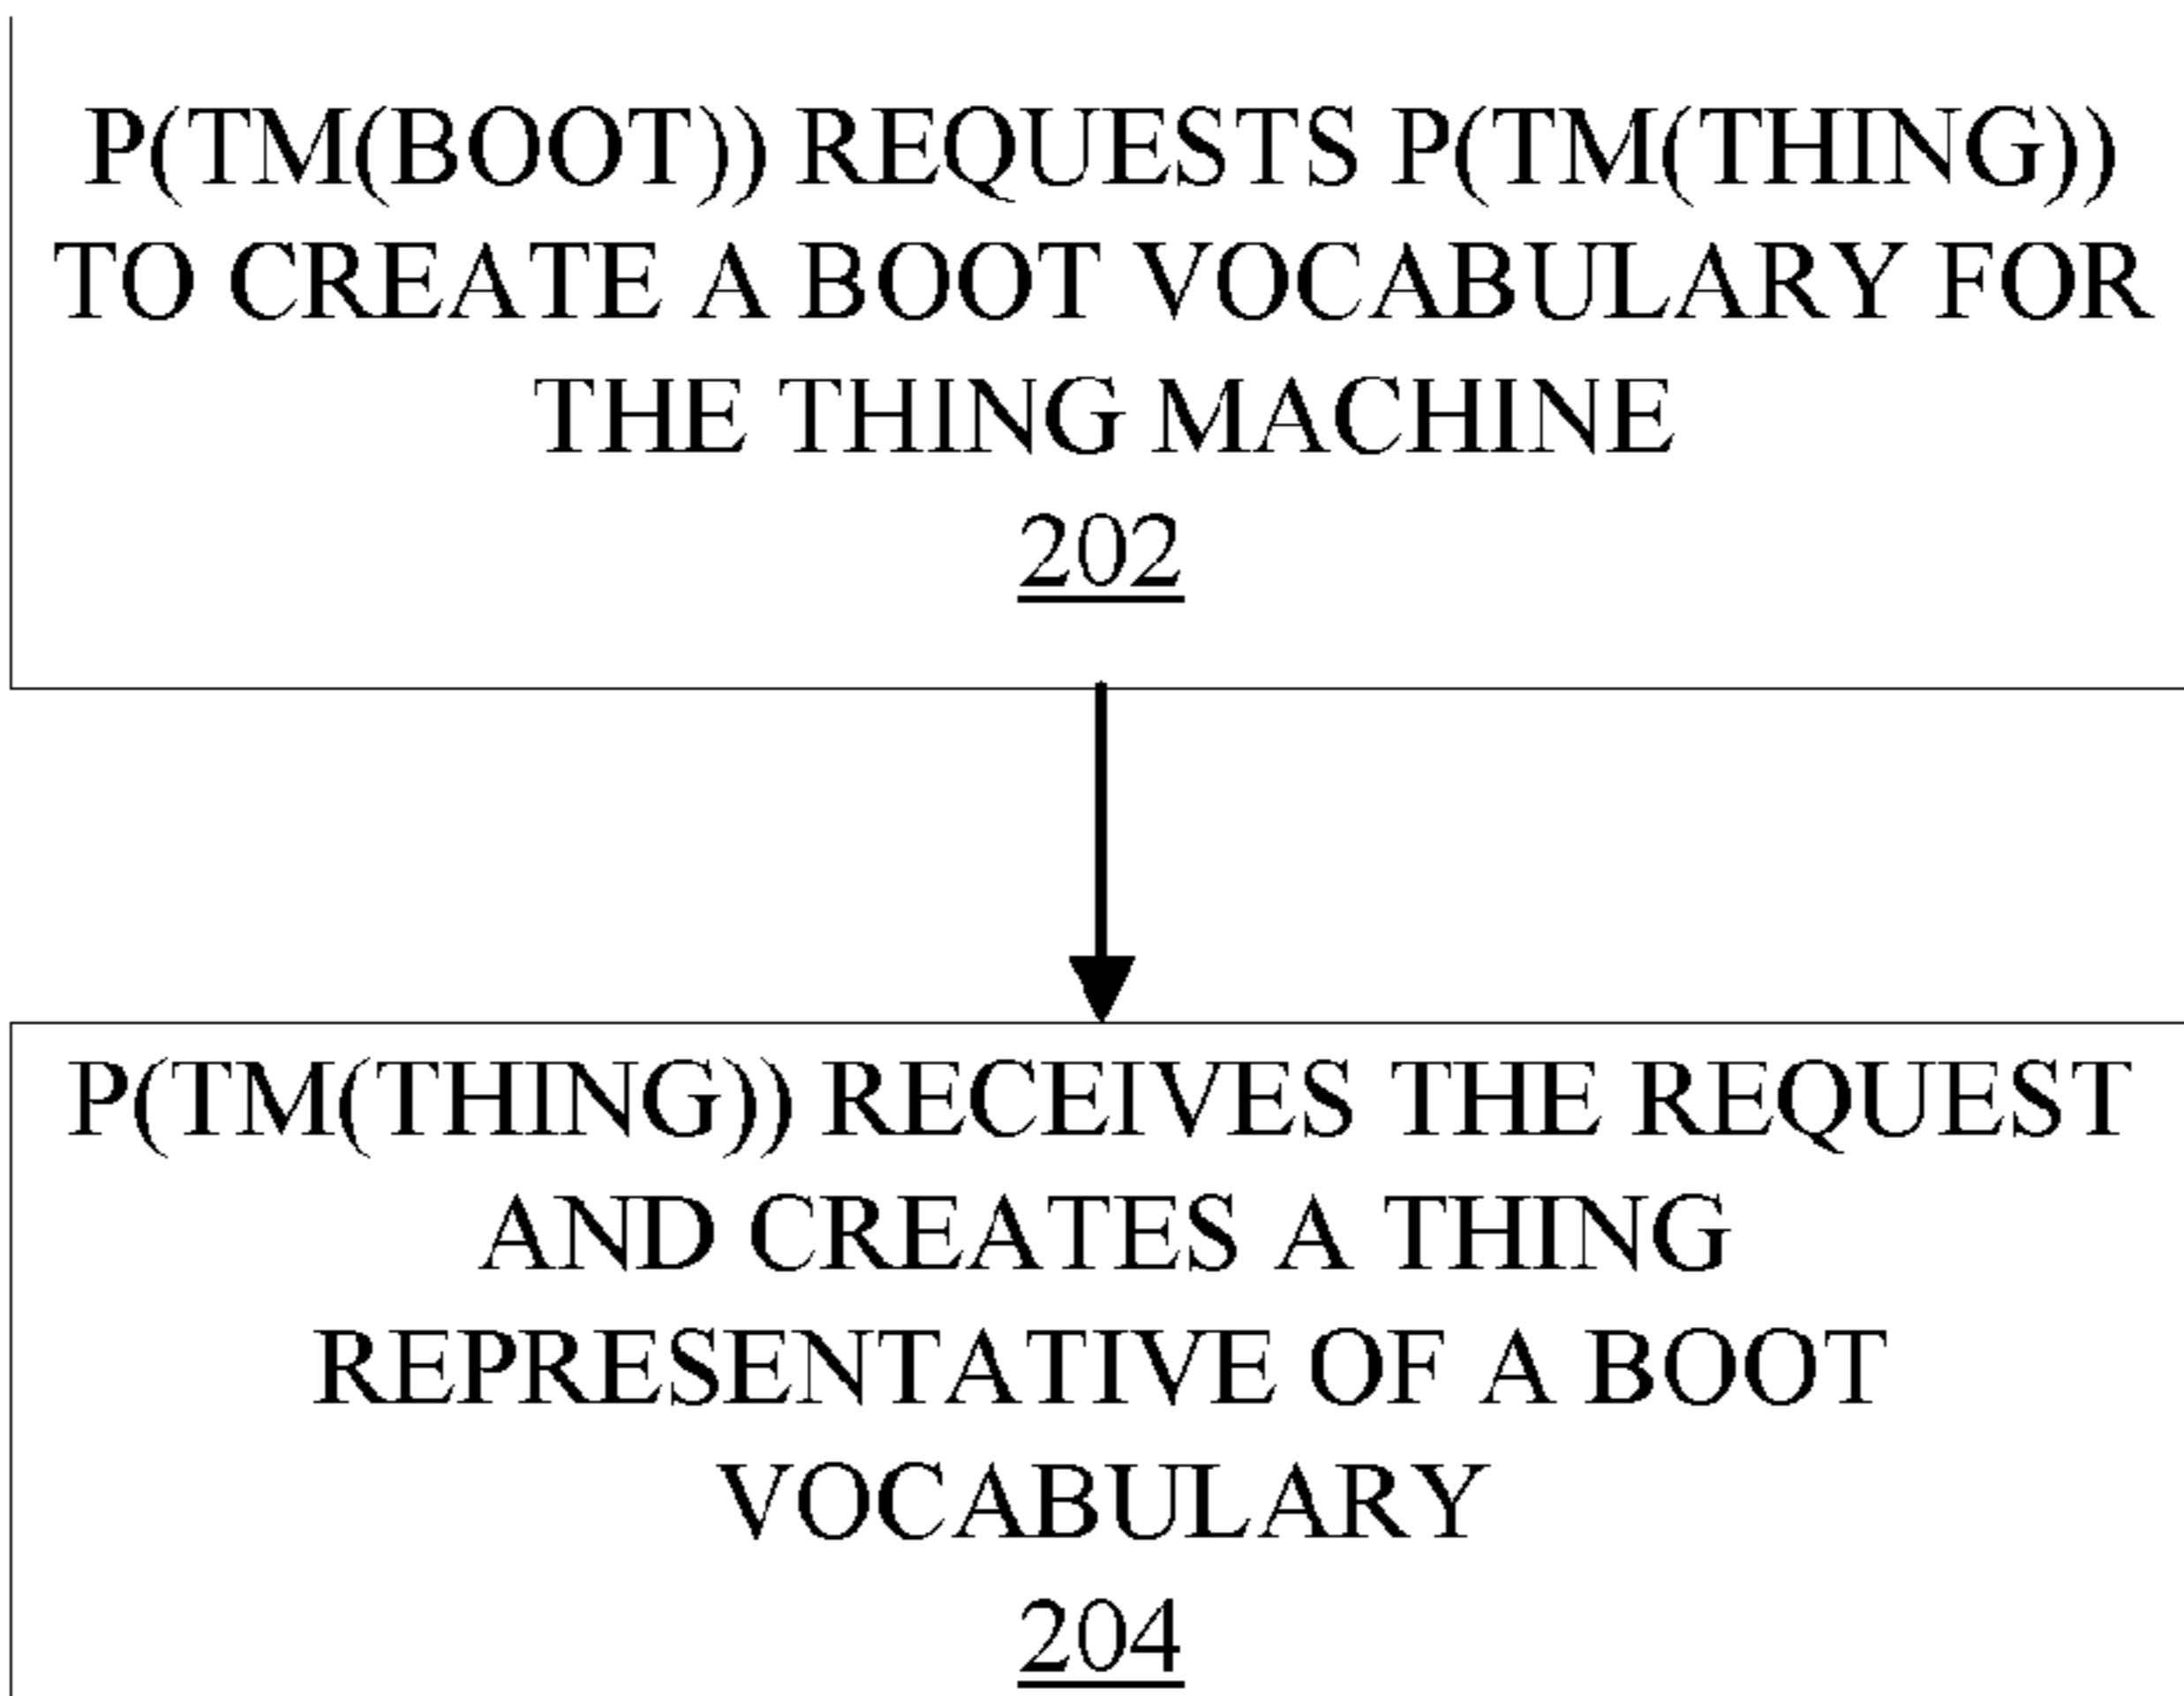 P(TM(BOOT)) REQUESTS P(TM(THING))
TO CREATE A BOOT VOCABULARY FOR
THE THING MACHINE
202
P(TM(THING)) RECEIVES THE REQUEST
AND CREATES A THING
REPRESENTATIVE OF A BOOT
VOCABULARY
204